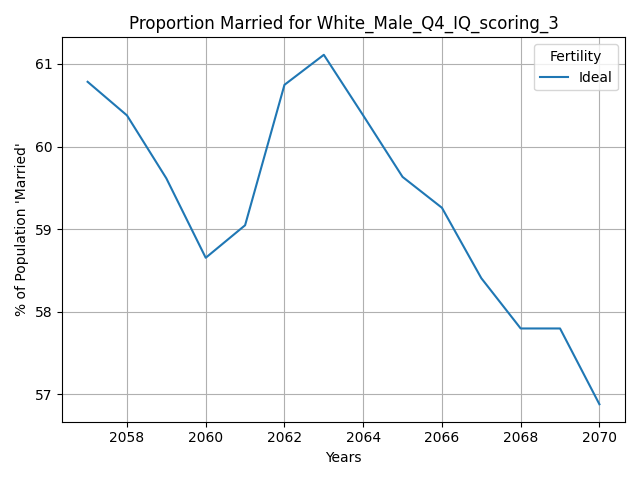 Proportion Married for White_Male_Q4_IQ_scoring_3
% of Population 'Married'
61
60
59
58
57
Fertility
Ideal
2058 2060 2062 2064 2066 2068 2070
Years